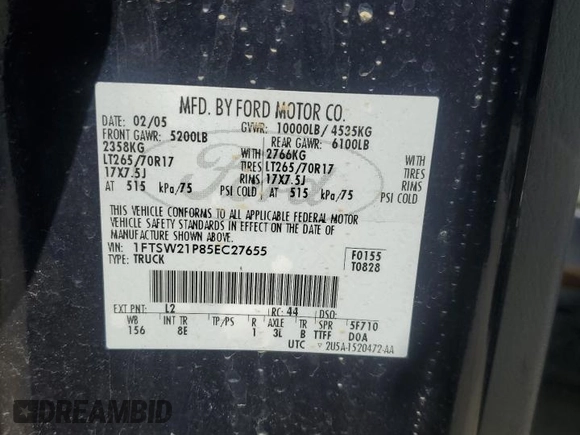 MFD. BY FORD MOTOR CO.
DATE: 02/05 GVWR: 10000LB/ 4535KG
FRONT GAWR: 5200LB REAR GAWR: 6100LB
2358KG WITH 2766KG WITH
LT265/70R17 TIRES LT265/70R17 TIRES
17X7.5J RIMS 17X7.5J RIMS
AT 515 kPa/75 PSI COLD AT 515 kPa/75 PSI COLD
THIS VEHICLE CONFORMS TO ALL APPLICABLE FEDERAL MOTOR
VEHICLE SAFETY STANDARDS IN EFFECT ON THE DATE OF
MANUFACTURE SHOWN ABOVE.
VIN: 1FTSW21P85EC27655 F0155
TYPE: TRUCK T0828
EXT PNT: L2 RC: 44 DSO:
WB INT TR TP/PS R AXLE TR SPR 5F710
156 8E 1 3L B TTFF DOA
UTC ▽ 2U5A-1520472-AA
Ford
DREAMBID